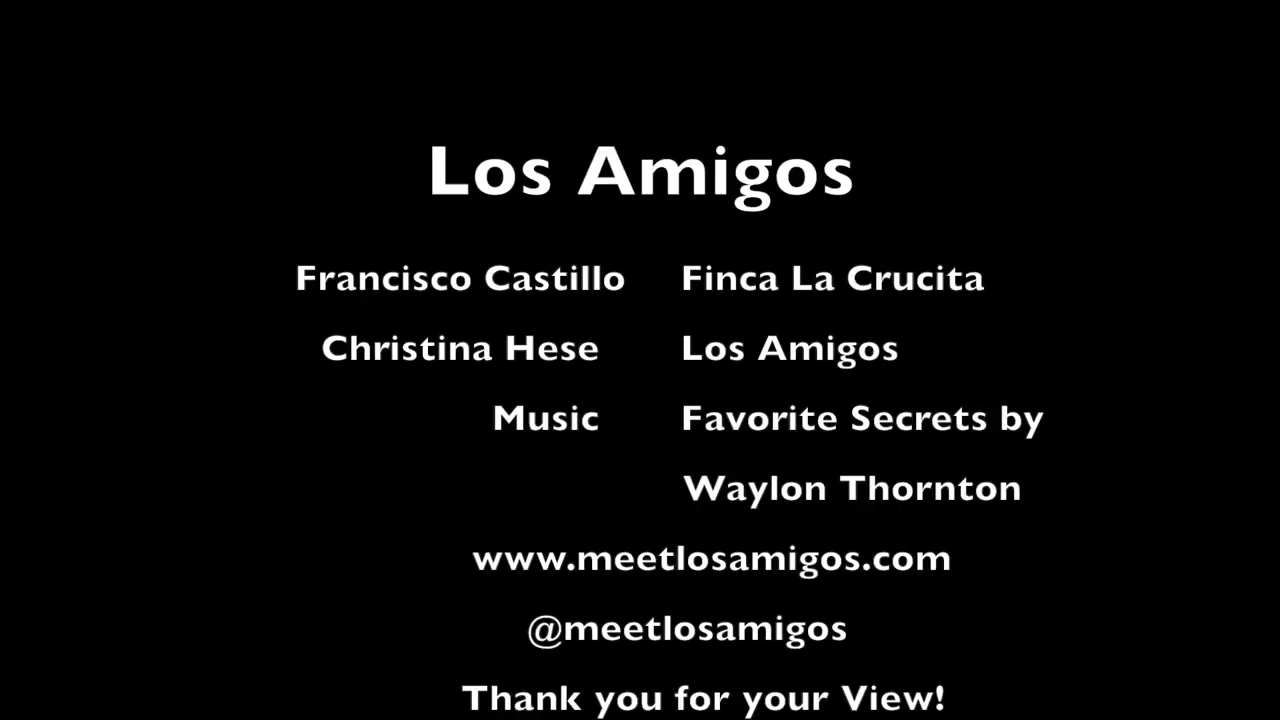 Los Amigos
Francisco Castillo Finca La Crucita
Christina Hese Los Amigos
Music Favorite Secrets by
Waylon Thornton
www.meetlosamigos.com
@meetlosamigos
Thank you for your View!